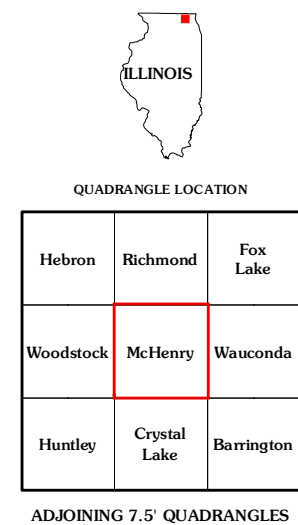 ILLINOIS
QUADRANGLE LOCATION
Hebron Richmond Fox
Lake
Woodstock McHenry Wauconda
Huntley Crystal
Lake Barrington
ADJOINING 7.5' QUADRANGLES